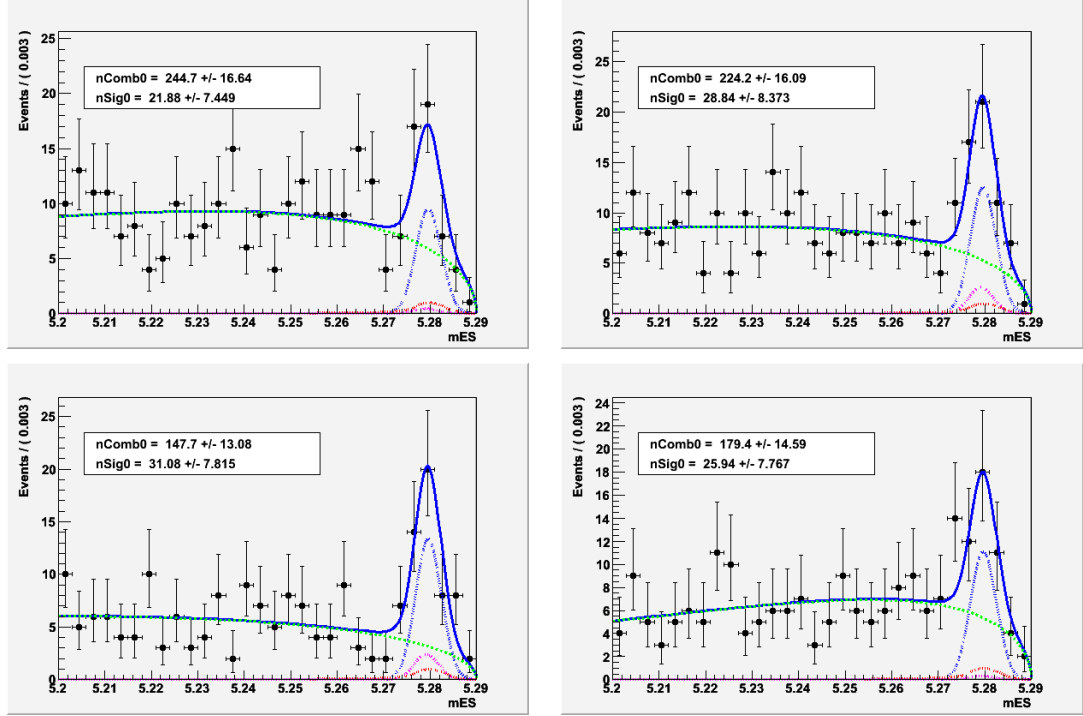 Events / ( 0.003 )
25
20
15
10
5
0
nComb0 = 244.7 +/- 16.64
nSig0 = 21.88 +/- 7.449
5.2 5.21 5.22 5.23 5.24 5.25 5.26 5.27 5.28 5.29
mES
Events / ( 0.003 )
25
20
15
10
5
0
nComb0 = 224.2 +/- 16.09
nSig0 = 28.84 +/- 8.373
5.2 5.21 5.22 5.23 5.24 5.25 5.26 5.27 5.28 5.29
mES
Events / ( 0.003 )
25
20
15
10
5
0
nComb0 = 147.7 +/- 13.08
nSig0 = 31.08 +/- 7.815
5.2 5.21 5.22 5.23 5.24 5.25 5.26 5.27 5.28 5.29
mES
Events / ( 0.003 )
24
22
20
18
16
14
12
10
8
6
4
2
0
nComb0 = 179.4 +/- 14.59
nSig0 = 25.94 +/- 7.767
5.2 5.21 5.22 5.23 5.24 5.25 5.26 5.27 5.28 5.29
mES